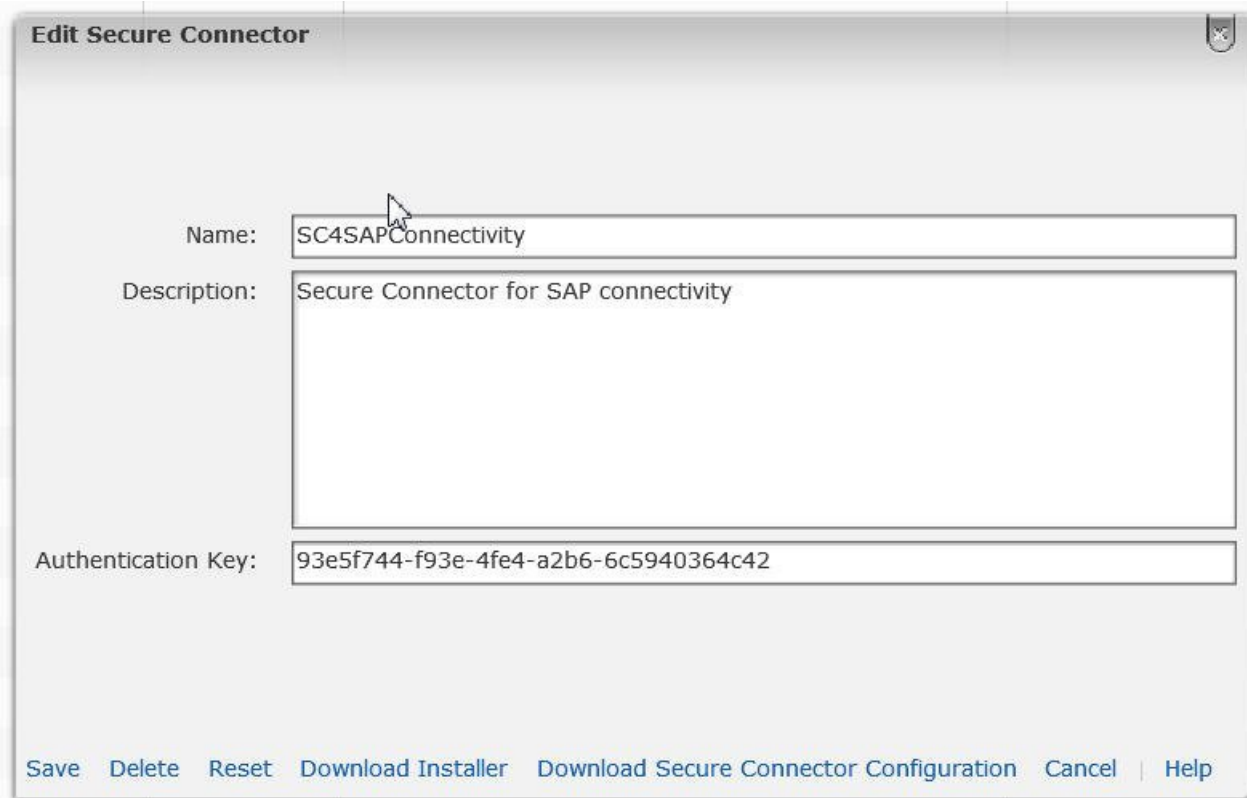 Edit Secure Connector
Name: SC4SAPConnectivity
Description: Secure Connector for SAP connectivity
Authentication Key: 93e5f744-f93e-4fe4-a2b6-6c5940364c42
Save Delete Reset Download Installer Download Secure Connector Configuration Cancel | Help